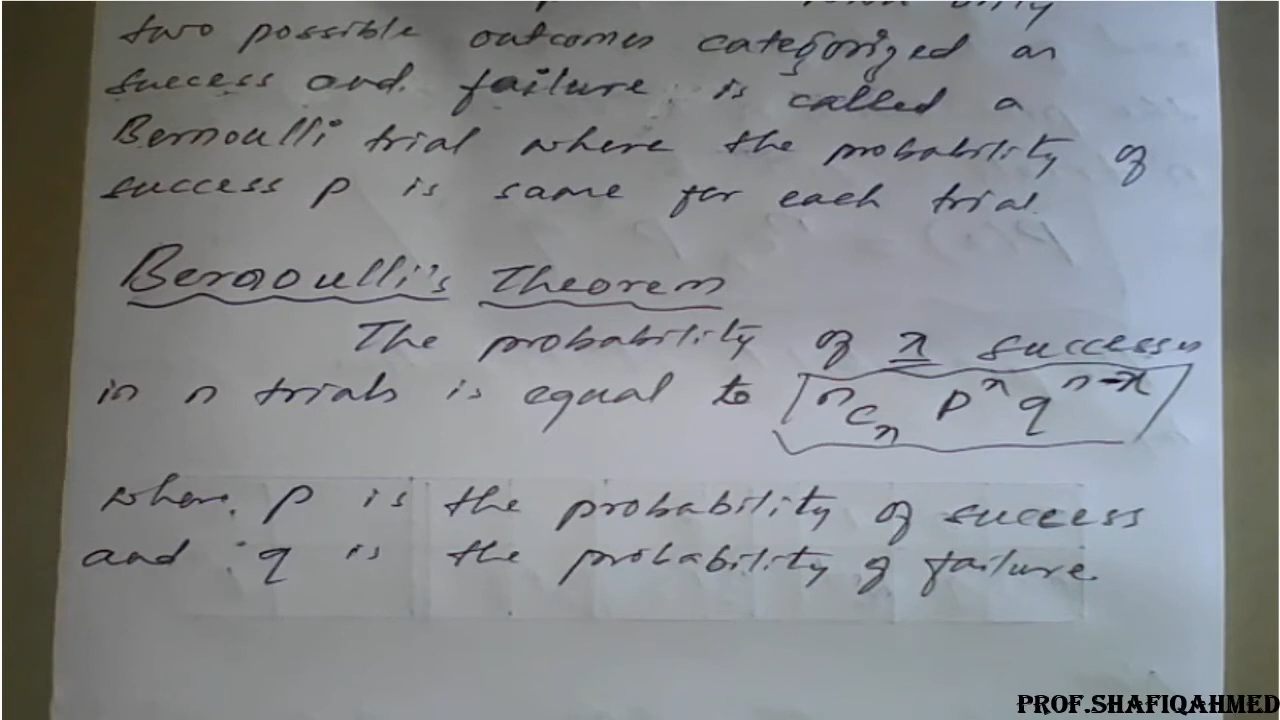 two possible outcomes categorized as
success and failure is called a
Bernoulli trial where the probability of
success p is same for each trial.
Bernoulli's Theorem
The probability of x success
in n trials is equal to ⁿCₓ pˣ qⁿ⁻ˣ
where p is the probability of success
and q is the probability of failure.
PROF.SHAFIQAHMED